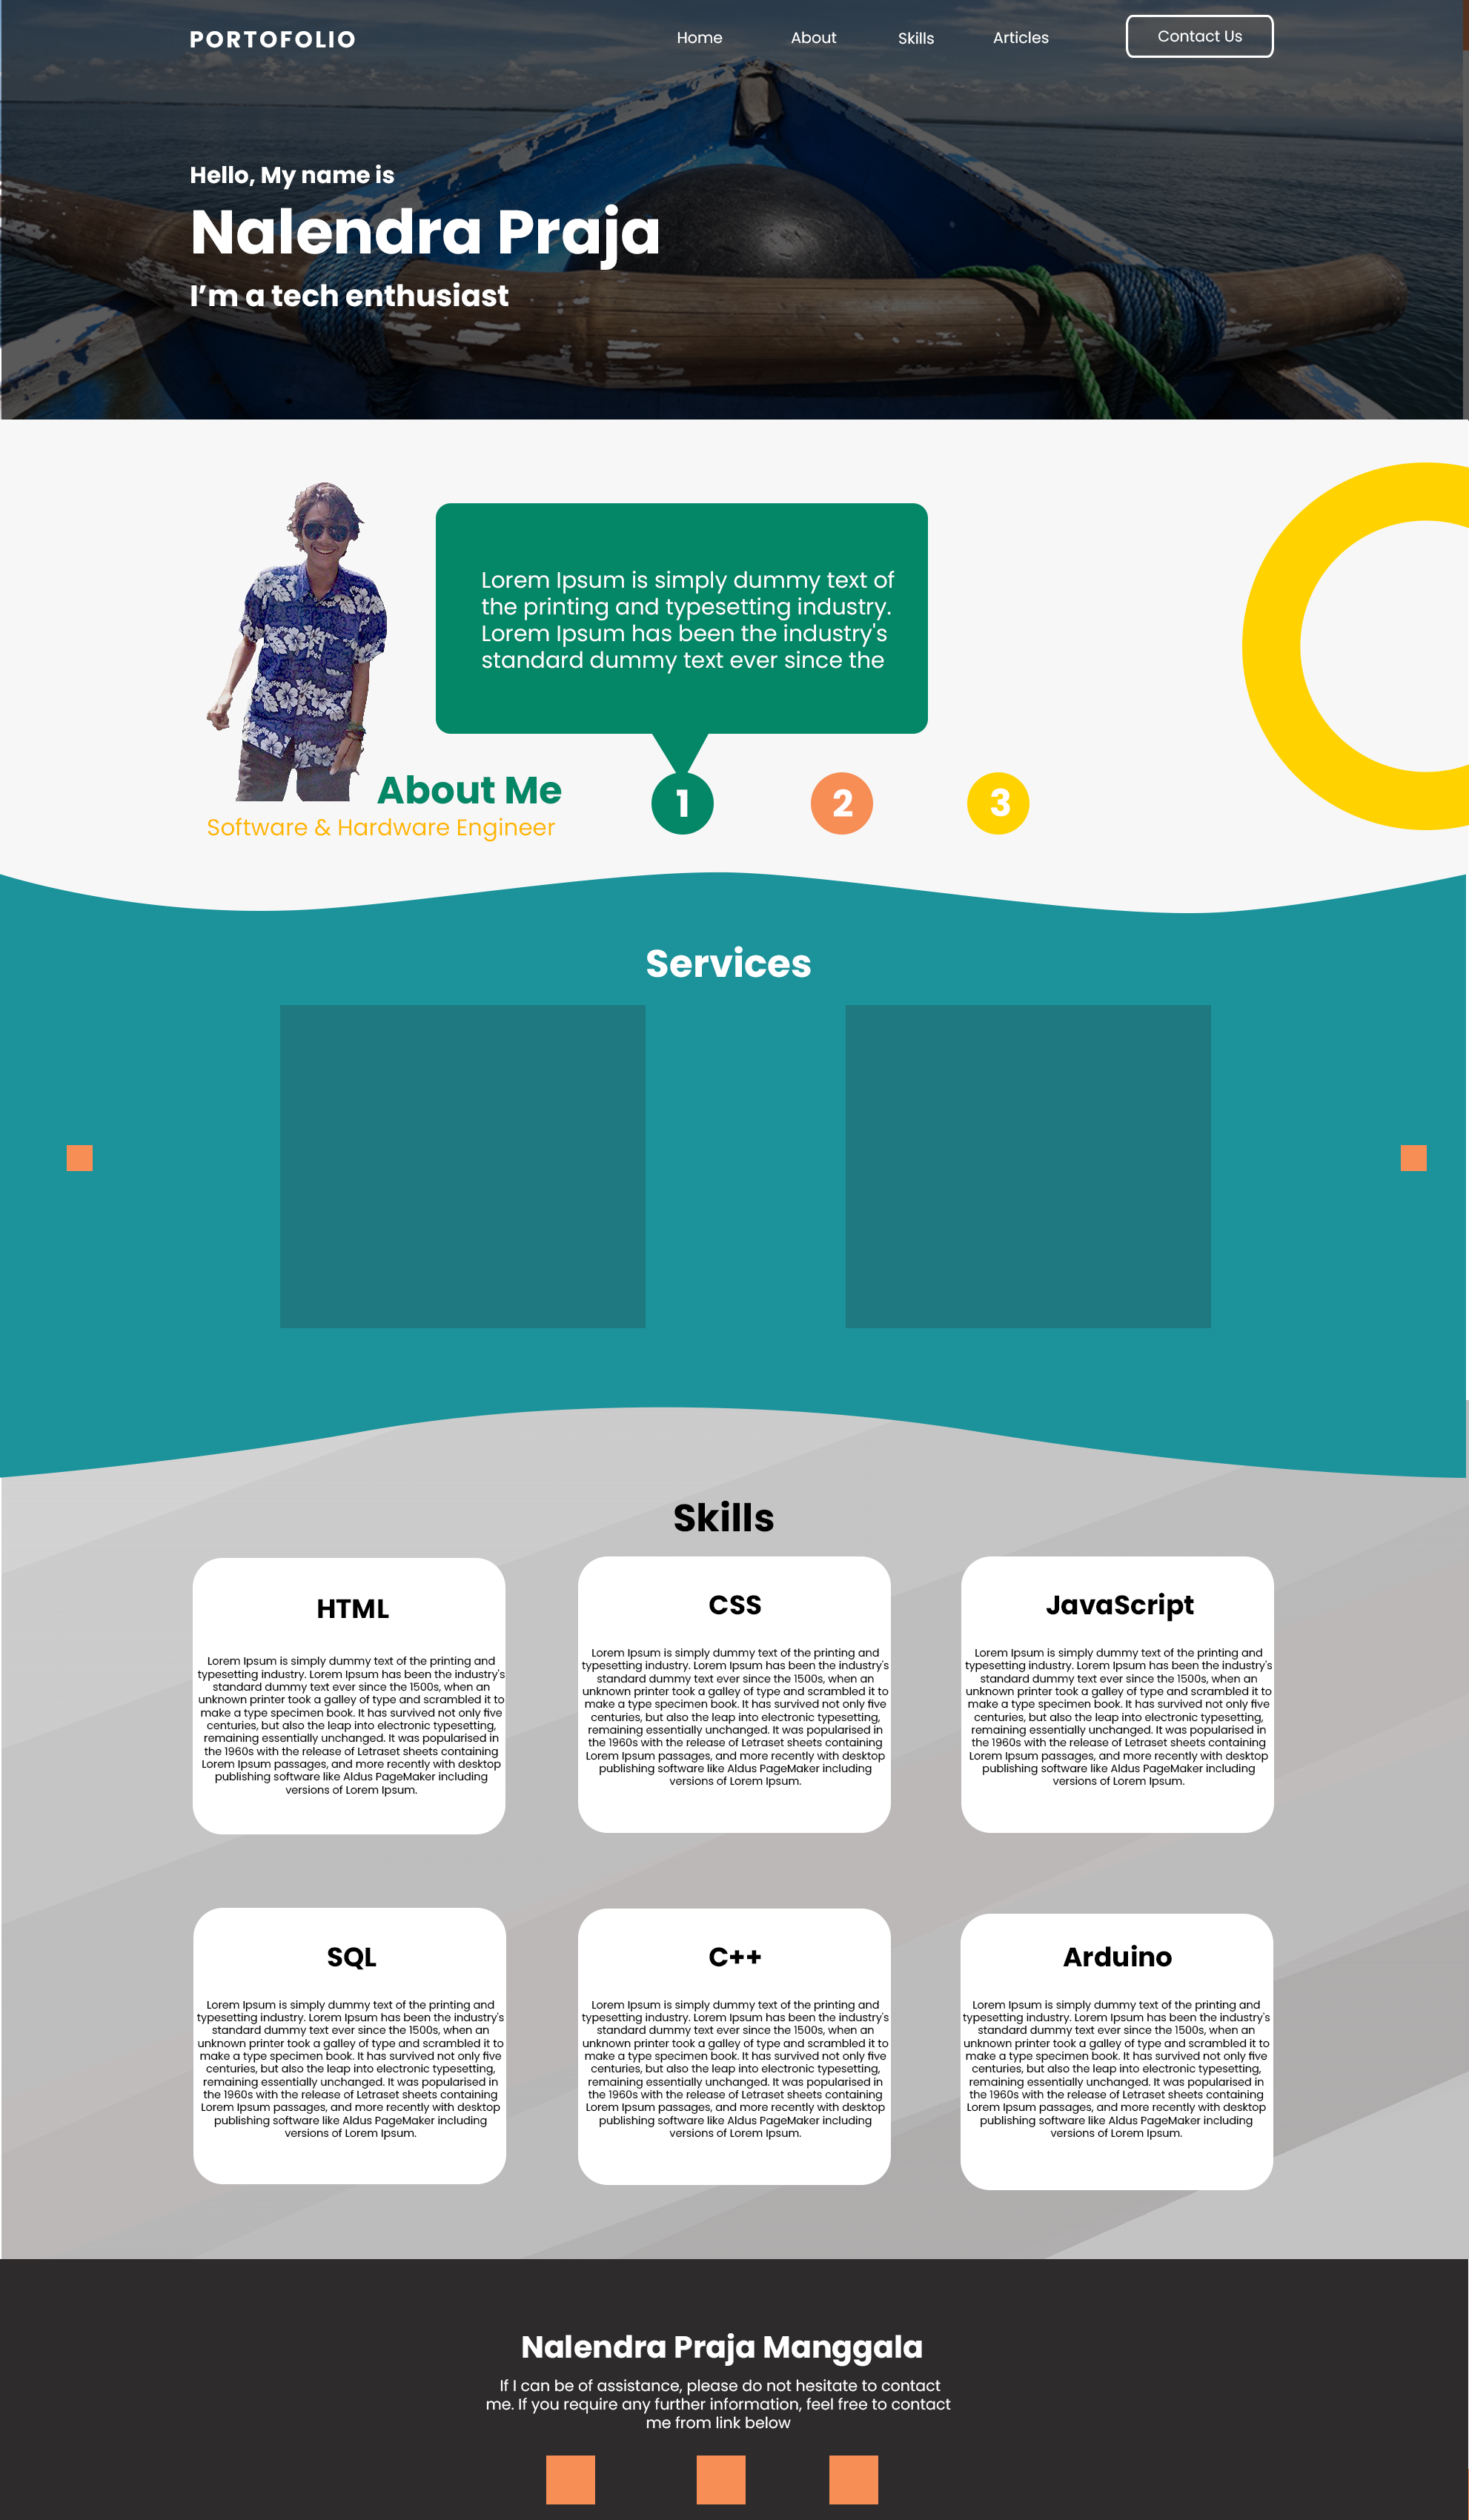 PORTOFOLIO
Home
About
Skills
Articles
Contact Us
Hello, My name is
Nalendra Praja
I’m a tech enthusiast
Lorem Ipsum is simply dummy text of
the printing and typesetting industry.
Lorem Ipsum has been the industry's
standard dummy text ever since the
About Me
Software & Hardware Engineer
1
2
3
Services
Skills
HTML
Lorem Ipsum is simply dummy text of the printing and
typesetting industry. Lorem Ipsum has been the industry's
standard dummy text ever since the 1500s, when an
unknown printer took a galley of type and scrambled it to
make a type specimen book. It has survived not only five
centuries, but also the leap into electronic typesetting,
remaining essentially unchanged. It was popularised in
the 1960s with the release of Letraset sheets containing
Lorem Ipsum passages, and more recently with desktop
publishing software like Aldus PageMaker including
versions of Lorem Ipsum.
CSS
Lorem Ipsum is simply dummy text of the printing and
typesetting industry. Lorem Ipsum has been the industry's
standard dummy text ever since the 1500s, when an
unknown printer took a galley of type and scrambled it to
make a type specimen book. It has survived not only five
centuries, but also the leap into electronic typesetting,
remaining essentially unchanged. It was popularised in
the 1960s with the release of Letraset sheets containing
Lorem Ipsum passages, and more recently with desktop
publishing software like Aldus PageMaker including
versions of Lorem Ipsum.
JavaScript
Lorem Ipsum is simply dummy text of the printing and
typesetting industry. Lorem Ipsum has been the industry's
standard dummy text ever since the 1500s, when an
unknown printer took a galley of type and scrambled it to
make a type specimen book. It has survived not only five
centuries, but also the leap into electronic typesetting,
remaining essentially unchanged. It was popularised in
the 1960s with the release of Letraset sheets containing
Lorem Ipsum passages, and more recently with desktop
publishing software like Aldus PageMaker including
versions of Lorem Ipsum.
SQL
Lorem Ipsum is simply dummy text of the printing and
typesetting industry. Lorem Ipsum has been the industry's
standard dummy text ever since the 1500s, when an
unknown printer took a galley of type and scrambled it to
make a type specimen book. It has survived not only five
centuries, but also the leap into electronic typesetting,
remaining essentially unchanged. It was popularised in
the 1960s with the release of Letraset sheets containing
Lorem Ipsum passages, and more recently with desktop
publishing software like Aldus PageMaker including
versions of Lorem Ipsum.
C++
Lorem Ipsum is simply dummy text of the printing and
typesetting industry. Lorem Ipsum has been the industry's
standard dummy text ever since the 1500s, when an
unknown printer took a galley of type and scrambled it to
make a type specimen book. It has survived not only five
centuries, but also the leap into electronic typesetting,
remaining essentially unchanged. It was popularised in
the 1960s with the release of Letraset sheets containing
Lorem Ipsum passages, and more recently with desktop
publishing software like Aldus PageMaker including
versions of Lorem Ipsum.
Arduino
Lorem Ipsum is simply dummy text of the printing and
typesetting industry. Lorem Ipsum has been the industry's
standard dummy text ever since the 1500s, when an
unknown printer took a galley of type and scrambled it to
make a type specimen book. It has survived not only five
centuries, but also the leap into electronic typesetting,
remaining essentially unchanged. It was popularised in
the 1960s with the release of Letraset sheets containing
Lorem Ipsum passages, and more recently with desktop
publishing software like Aldus PageMaker including
versions of Lorem Ipsum.
Nalendra Praja Manggala
If I can be of assistance, please do not hesitate to contact
me. If you require any further information, feel free to contact
me from link below